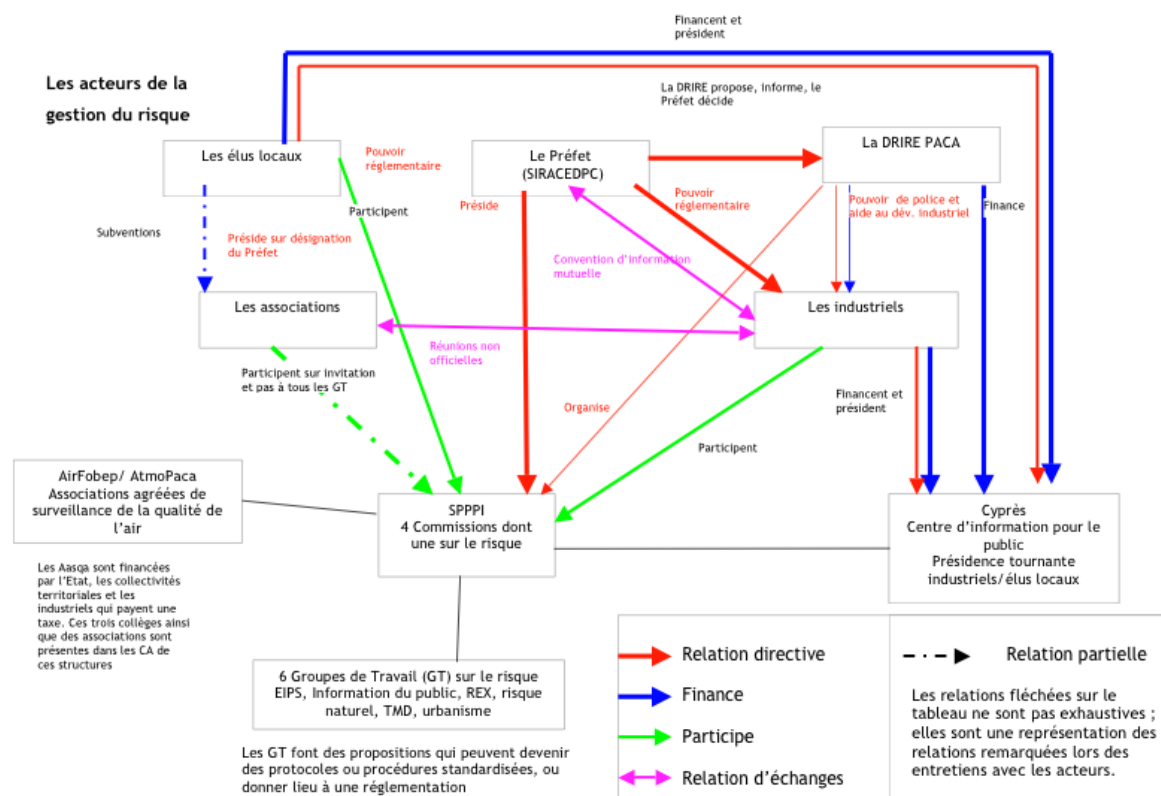 Financent et
président
Les acteurs de la
gestion du risque
La DRIRE propose, informe, le
Préfet décide
Les élus locaux
Pouvoir
réglementaire
Le Préfet
(SIRACEDPC)
La DRIRE PACA
Participent
Préside
Pouvoir
réglementaire
Pouvoir de police et
aide au dév. industriel
Finance
Subventions
Préside sur désignation
du Préfet
Convention d’information
mutuelle
Les associations
Les industriels
Réunions non
officielles
Participent sur invitation
et pas à tous les GT
Organise
Financent et
président
Participent
AirFobep/ AtmoPaca
Associations agréées de
surveillance de la qualité de
l’air
SPPPI
4 Commissions dont
une sur le risque
Cyprès
Centre d’information pour le
public
Présidence tournante
industriels/élus locaux
Les Aasqa sont financées
par l’Etat, les collectivités
territoriales et les
industriels qui payent une
taxe. Ces trois collèges ainsi
que des associations sont
présentes dans les CA de
ces structures
6 Groupes de Travail (GT) sur le risque
EIPS, Information du public, REX, risque
naturel, TMD, urbanisme
Les GT font des propositions qui peuvent devenir
des protocoles ou procédures standardisées, ou
donner lieu à une réglementation
Relation directive
Finance
Participe
Relation d’échanges
Relation partielle
Les relations fléchées sur le
tableau ne sont pas exhaustives ;
elles sont une représentation des
relations remarquées lors des
entretiens avec les acteurs.